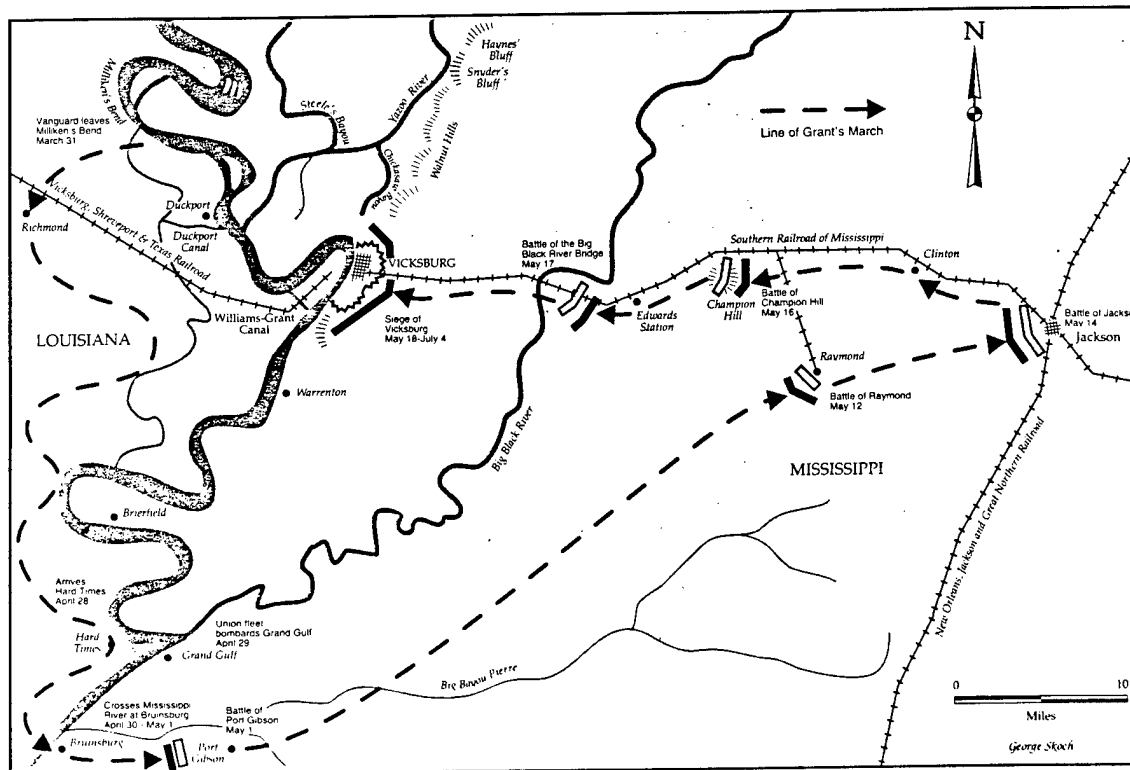 Haynes'
Bluff
Snyder's
Bluff
N
Milliken's Bend
Steele's Bayou
Yazoo River
Walnut Hills
Chickasaw Bayou
Line of Grant's March
Vanguard leaves
Milliken s Bend
March 31
Vicksburg, Shreveport & Texas Railroad
Richmond
Duckport
Duckport
Canal
VICKSBURG
Battle of the Big
Black River Bridge
May 17
Southern Railroad of Mississippi
Clinton
Champion
Hill
Battle of
Champion Hill
May 16
Edwards
Station
Battle of Jackson
May 14
Jackson
Williams-Grant
Canal
Siege of
Vicksburg
May 18-July 4
LOUISIANA
Warrenton
Raymond
Battle of Raymond
May 12
Big Black River
MISSISSIPPI
New Orleans, Jackson and Great Northern Railroad
Brierfield
Arrives
Hard Times
April 28
Hard
Times
Union fleet
bombards Grand Gulf
April 29
Grand Gulf
Big Bayou Pierre
Crosses Mississippi
River at Bruinsburg
April 30 - May 1
Battle of
Port Gibson
May 1
Bruinsburg
Port
Gibson
0 10
Miles
George Skoch